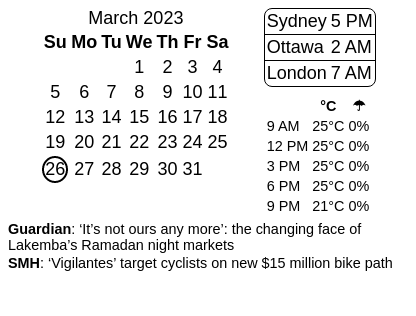 March 2023
Su Mo Tu We Th Fr Sa
1 2 3 4
5 6 7 8 9 10 11
12 13 14 15 16 17 18
19 20 21 22 23 24 25
26 27 28 29 30 31
Sydney 5 PM
Ottawa 2 AM
London 7 AM
°C ☂
9 AM 25°C 0%
12 PM 25°C 0%
3 PM 25°C 0%
6 PM 25°C 0%
9 PM 21°C 0%
Guardian: ‘It’s not ours any more’: the changing face of
Lakemba’s Ramadan night markets
SMH: ‘Vigilantes’ target cyclists on new $15 million bike path